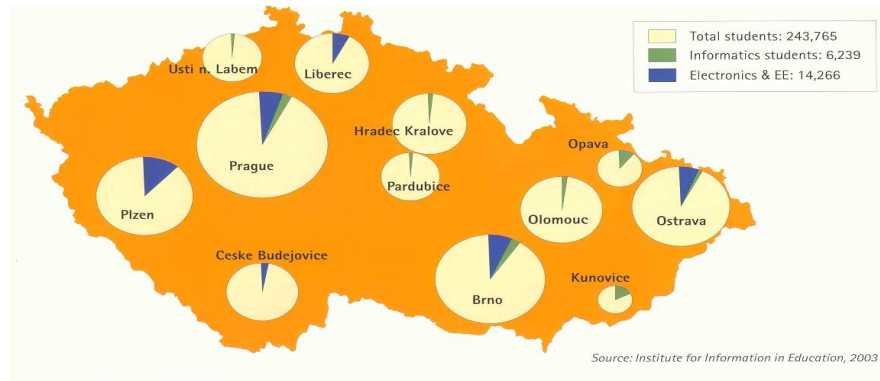 Total students: 243,765
Informatics students: 6,239
Electronics & EE: 14,266
Usti n. Labem
Liberec
Hradec Kralove
Prague
Opava
Pardubice
Plzen
Olomouc
Ostrava
Ceske Budejovice
Kunovice
Brno
Source: Institute for Information in Education, 2003